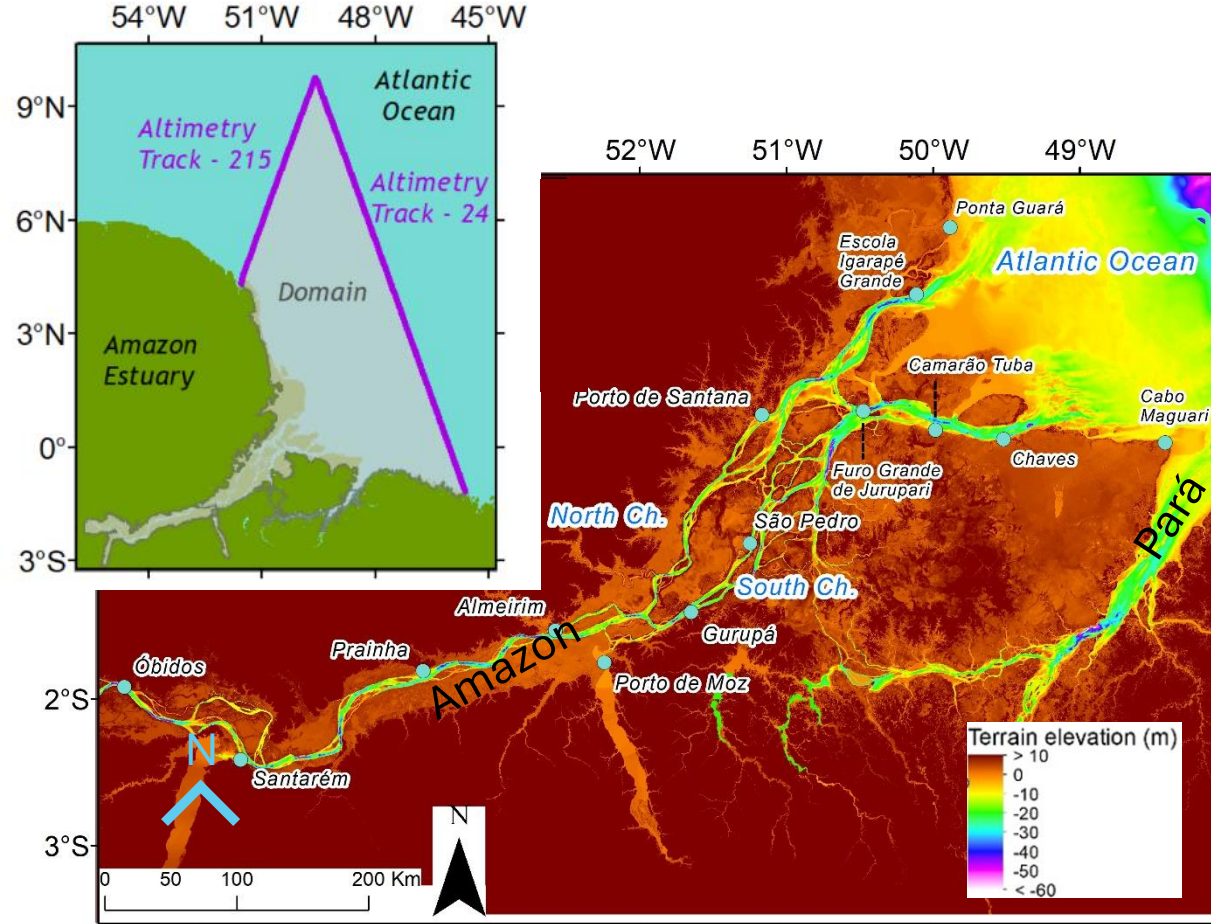 54°W 51°W 48°W 45°W
9°N
6°N
3°N
0°
3°S
Atlantic
Ocean
Altimetry
Track - 215
Altimetry
Track - 24
Domain
Amazon
Estuary
52°W 51°W 50°W 49°W
2°S
3°S
Ponta Guará
Escola
Igarapé
Grande
Atlantic Ocean
Camarão Tuba
Porto de Santana
Cabo
Maguari
Chaves
Furo Grande
de Jurupari
Pará
North Ch.
São Pedro
South Ch.
Almeirim
Gurupá
Prainha
Amazon
Porto de Moz
Óbidos
Santarém
N
N
0 50 100 200 Km
Terrain elevation (m)
> 10
0
-10
-20
-30
-40
-50
< -60